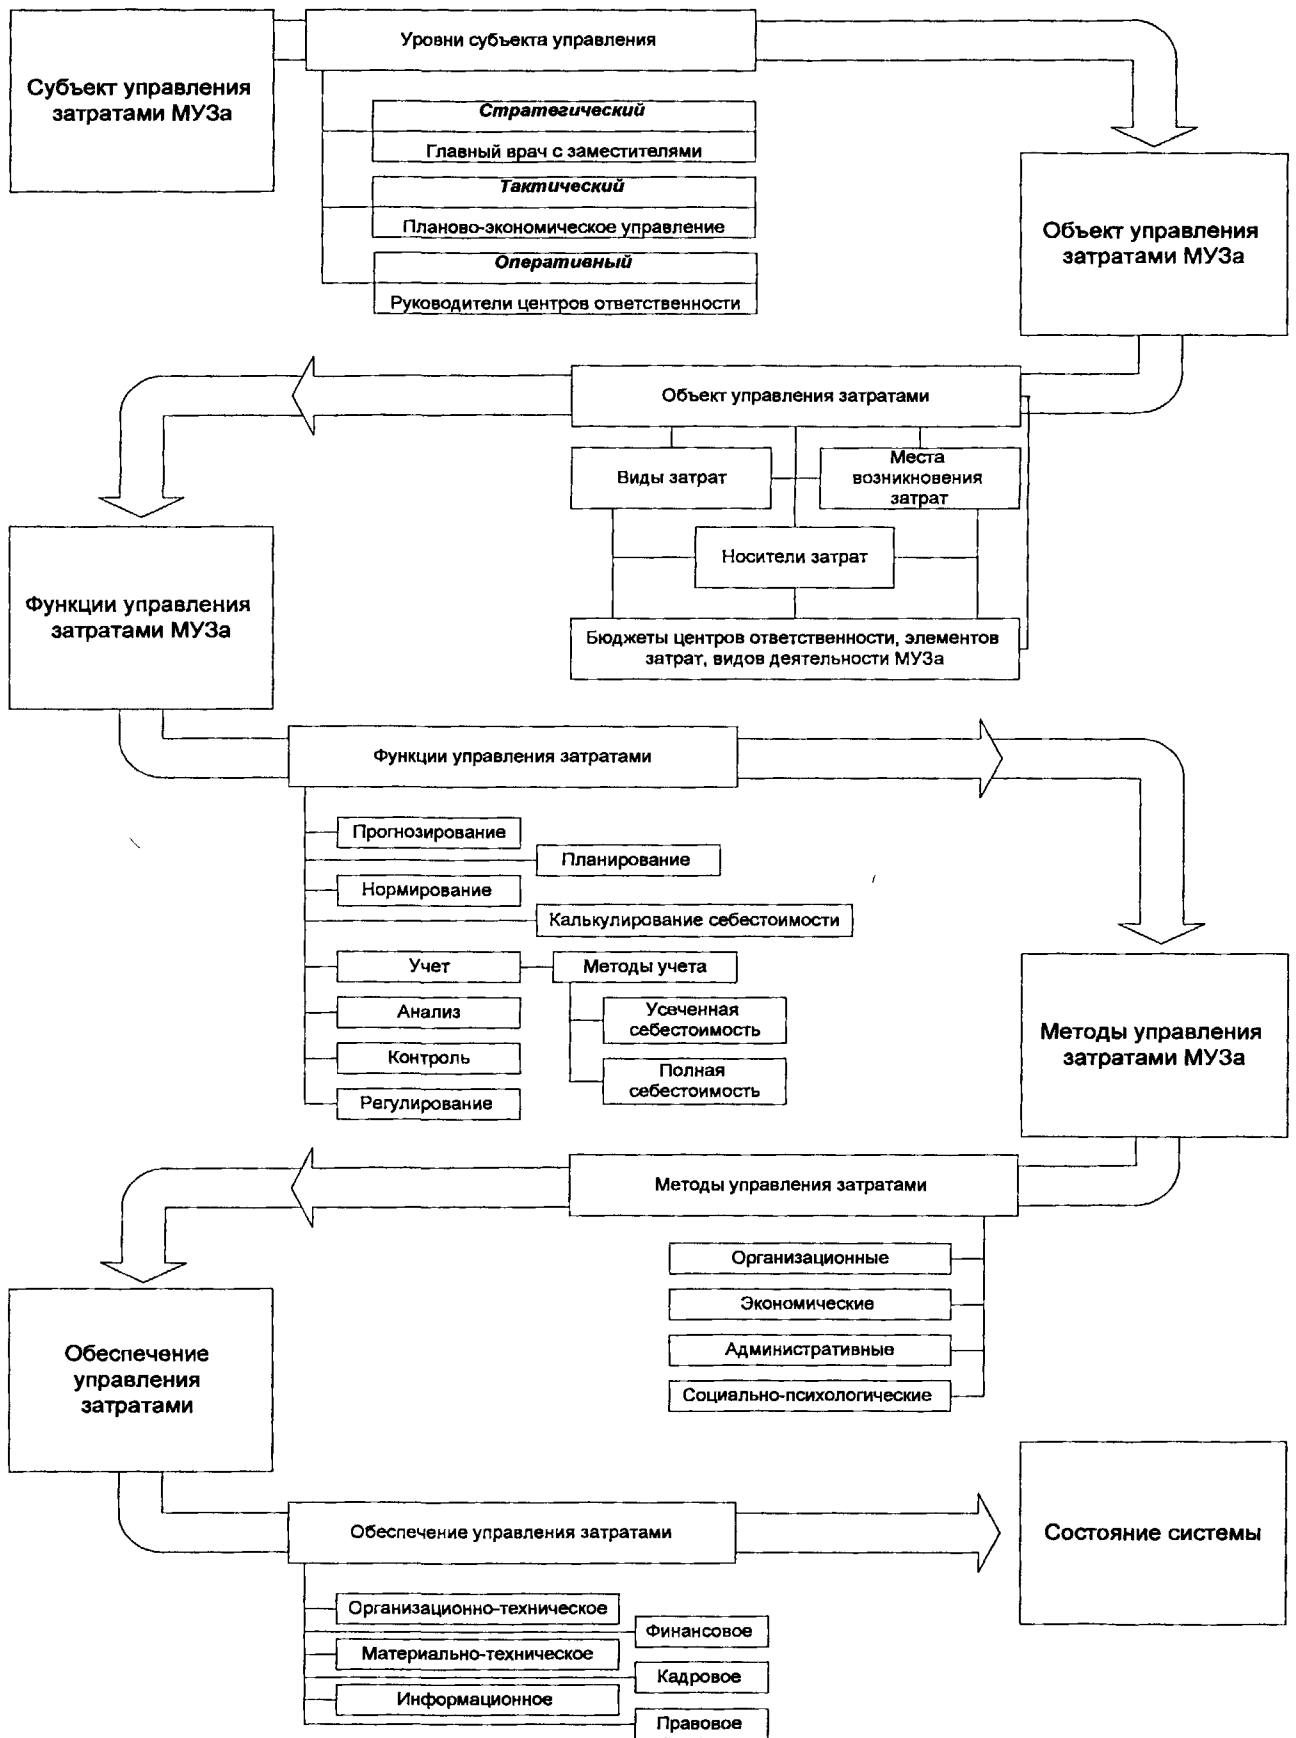 Уровни субъекта управления
Субъект управления
затратами МУЗа
Стратегический
Главный врач с заместителями
Тактический
Планово-экономическое управление
Оперативный
Руководители центров ответственности
Объект управления
затратами МУЗа
Объект управления затратами
Виды затрат
Места
возникновения
затрат
Носители затрат
Бюджеты центров ответственности, элементов
затрат, видов деятельности МУЗа
Функции управления
затратами МУЗа
Функции управления затратами
Прогнозирование
Планирование
Нормирование
Калькулирование себестоимости
Учет
Методы учета
Усеченная
себестоимость
Анализ
Контроль
Полная
себестоимость
Регулирование
Методы управления
затратами МУЗа
Методы управления затратами
Организационные
Экономические
Административные
Социально-психологические
Обеспечение
управления
затратами
Обеспечение управления затратами
Состояние системы
Организационно-техническое
Финансовое
Материально-техническое
Кадровое
Информационное
Правовое